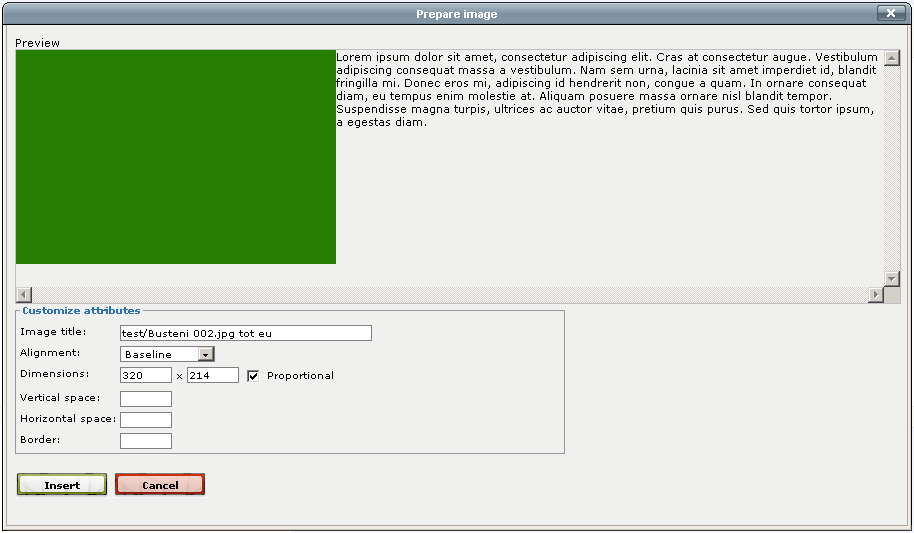 Prepare image
Preview
Lorem ipsum dolor sit amet, consectetur adipiscing elit. Cras at consectetur augue. Vestibulum
adipiscing consequat massa a vestibulum. Nam sem urna, lacinia sit amet imperdiet id, blandit
fringilla mi. Donec eros mi, adipiscing id hendrerit non, congue a quam. In ornare consequat
diam, eu tempus enim molestie at. Aliquam posuere massa ornare nisl blandit tempor.
Suspendisse magna turpis, ultrices ac auctor vitae, pretium quis purus. Sed quis tortor ipsum,
a egestas diam.
Customize attributes
Image title: test/Busteni 002.jpg tot eu
Alignment: Baseline
Dimensions: 320 x 214 Proportional
Vertical space:
Horizontal space:
Border:
Insert Cancel